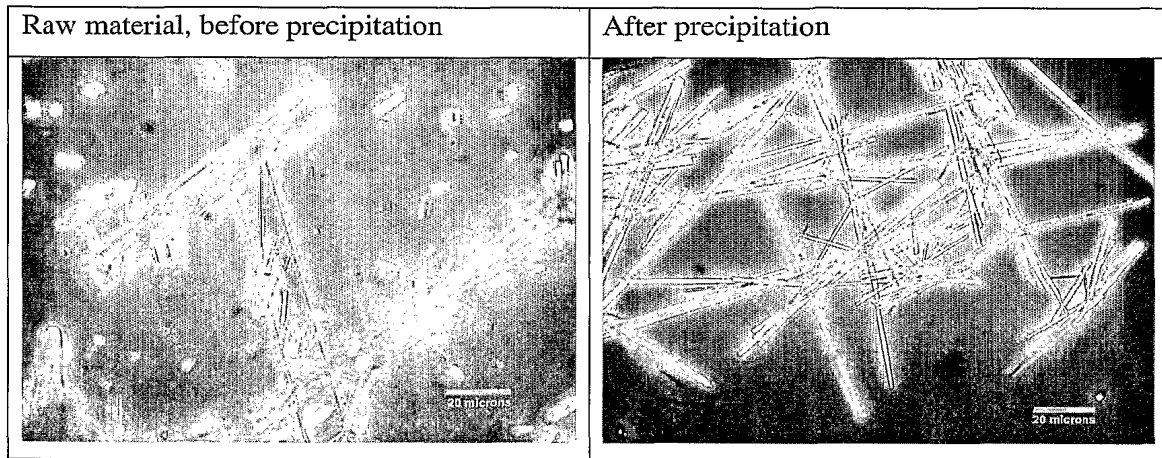 Raw material, before precipitation
After precipitation
20 microns
20 microns